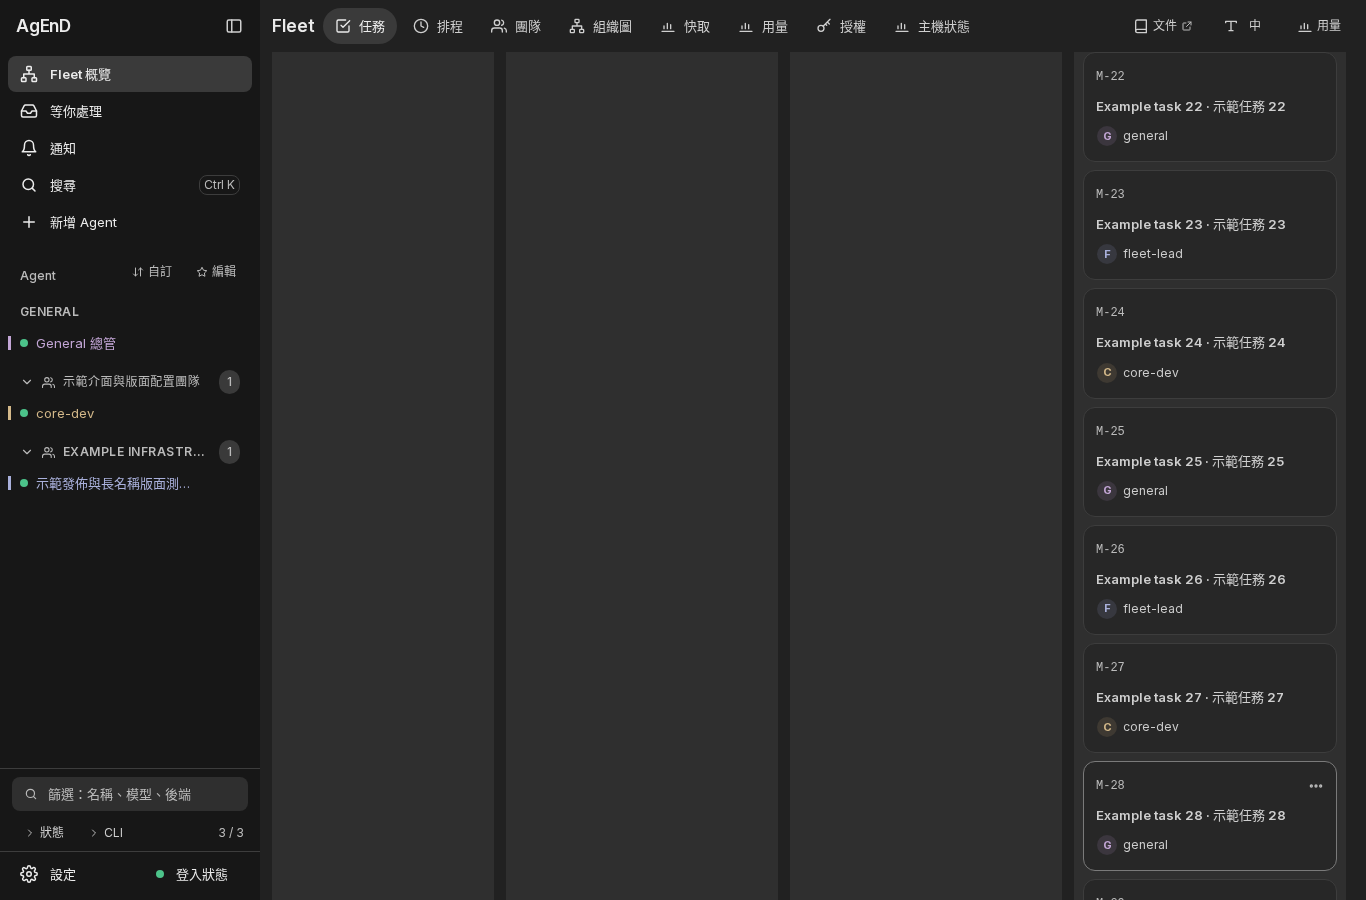 AgEnD
Fleet 概覽
等你處理
通知
搜尋 Ctrl K
新增 Agent
Agent 自訂 編輯
GENERAL
General 總管
示範介面與版面配置團隊 1
core-dev
EXAMPLE INFRASTR... 1
示範發佈與長名稱版面測...
篩選：名稱、模型、後端
狀態 CLI 3 / 3
設定 登入狀態
Fleet 任務 排程 團隊 組織圖 快取 用量 授權 主機狀態 文件 中 用量
M-22
Example task 22 · 示範任務 22
G general
M-23
Example task 23 · 示範任務 23
F fleet-lead
M-24
Example task 24 · 示範任務 24
C core-dev
M-25
Example task 25 · 示範任務 25
G general
M-26
Example task 26 · 示範任務 26
F fleet-lead
M-27
Example task 27 · 示範任務 27
C core-dev
M-28
Example task 28 · 示範任務 28
G general